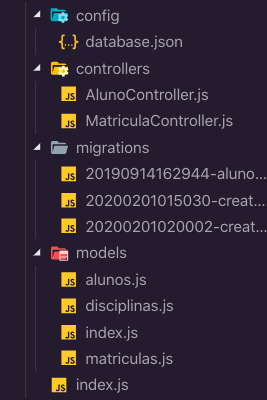 config
{..} database.json
controllers
JS AlunoController.js
JS MatriculaController.js
migrations
JS 20190914162944-aluno...
JS 20200201015030-creat...
JS 20200201020002-creat...
models
JS alunos.js
JS disciplinas.js
JS index.js
JS matriculas.js
JS index.js